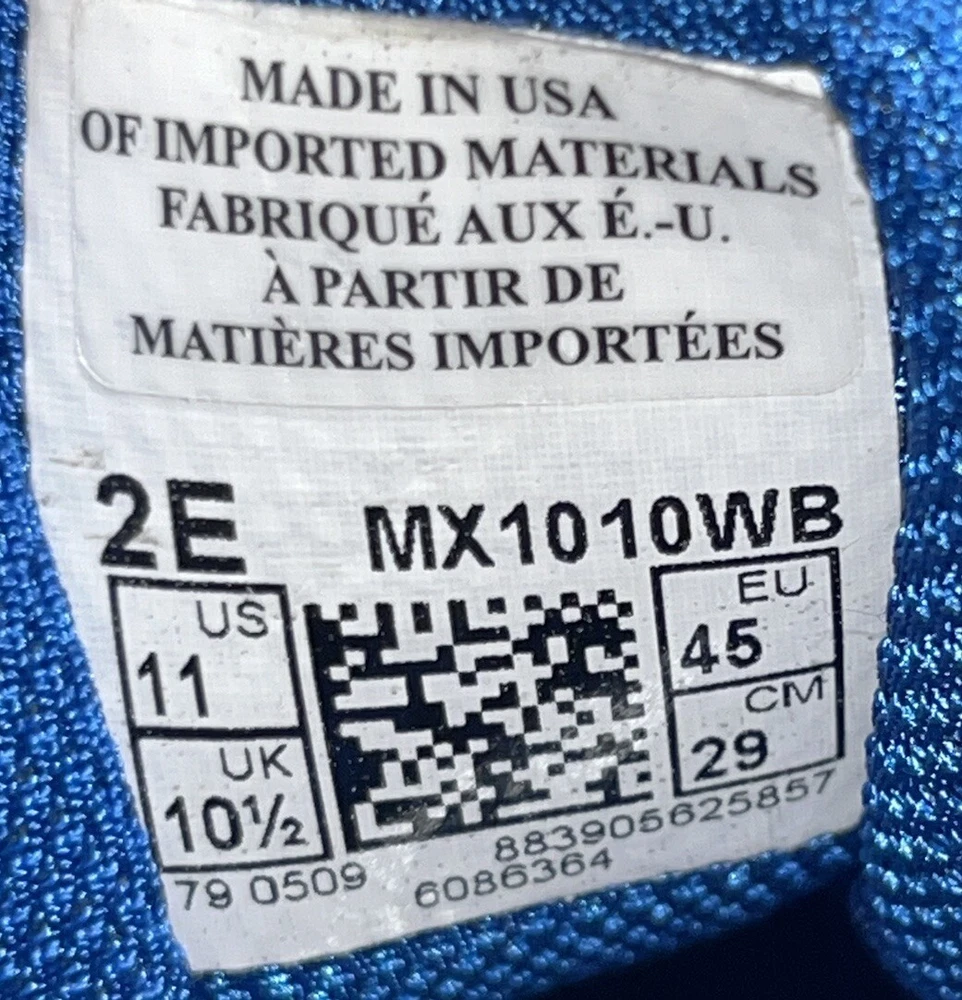 MADE IN USA
OF IMPORTED MATERIALS
FABRIQUÉ AUX É.-U.
À PARTIR DE
MATIÈRES IMPORTÉES
2E MX1010WB
US
11
UK
10½
EU
45
CM
29
883905625857
79 0509 6086364